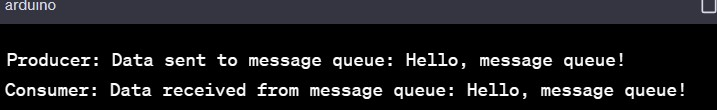 arduino
Producer: Data sent to message queue: Hello, message queue!
Consumer: Data received from message queue: Hello, message queue!